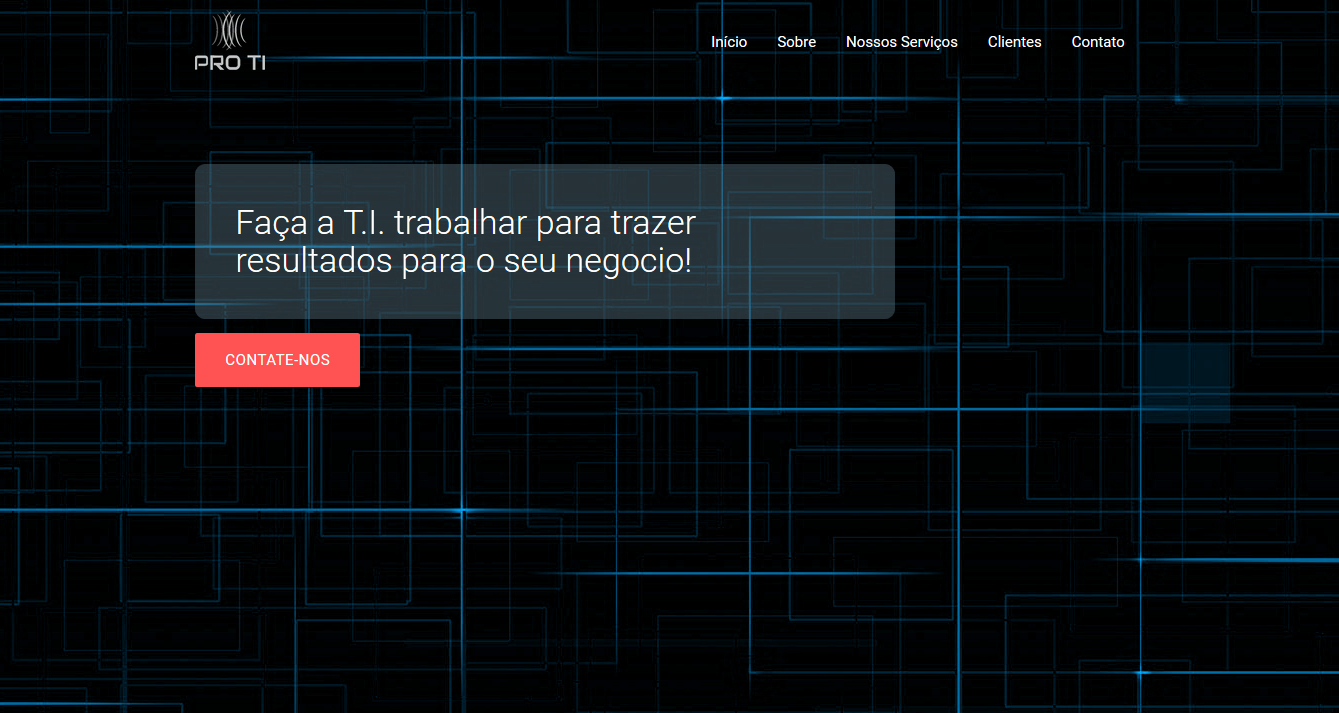 PRO TI
Início Sobre Nossos Serviços Clientes Contato
Faça a T.I. trabalhar para trazer
resultados para o seu negocio!
CONTATE-NOS